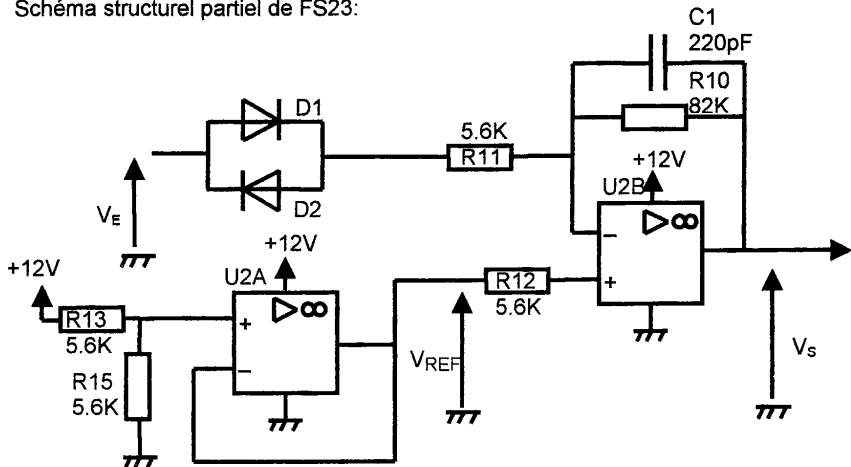 Schéma structurel partiel de FS23:
C1
220pF
R10
82K
D1
5.6K
R11
+12V
U2B
D2
VE
+12V
+12V
U2A
R12
5.6K
R13
5.6K
R15
5.6K
VREF
VS